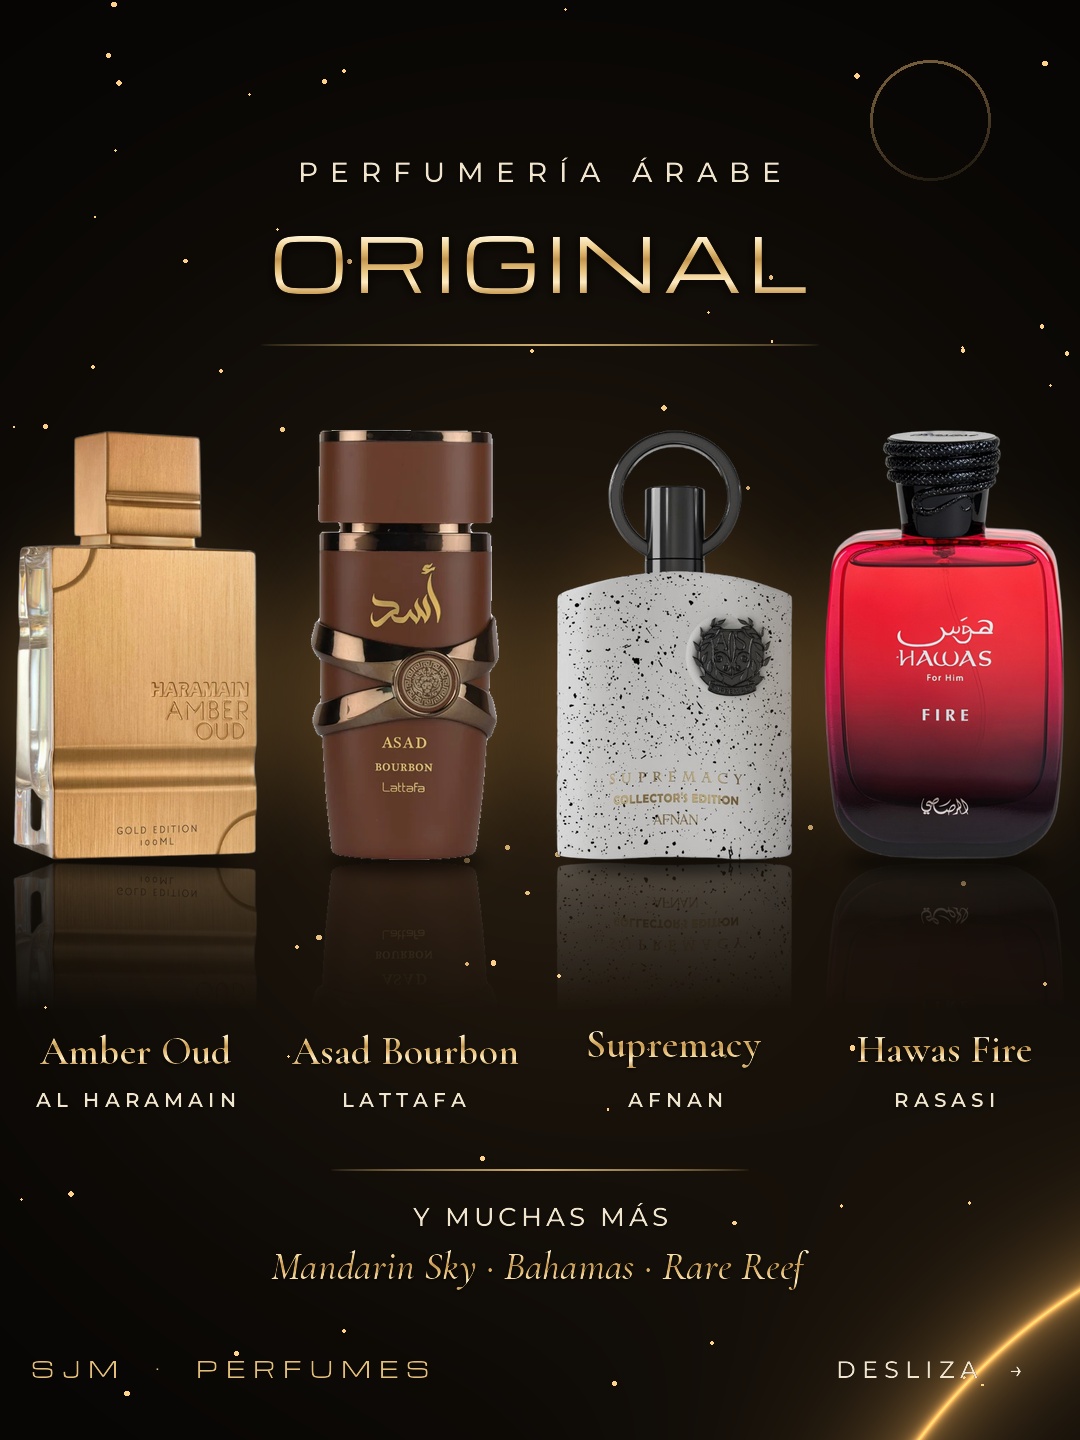 PERFUMERÍA ÁRABE
ORIGINAL
HARAMAIN
AMBER
OUD
GOLD EDITION
100ML
أسد
ASAD
BOURBON
Lattafa
SUPREMACY
COLLECTOR'S EDITION
AFNAN
هوس
HAWAS
For Him
FIRE
الرصاصي
Amber Oud
AL HARAMAIN
Asad Bourbon
LATTAFA
Supremacy
AFNAN
Hawas Fire
RASASI
Y MUCHAS MÁS
Mandarin Sky · Bahamas · Rare Reef
SJM · PERFUMES
DESLIZA →